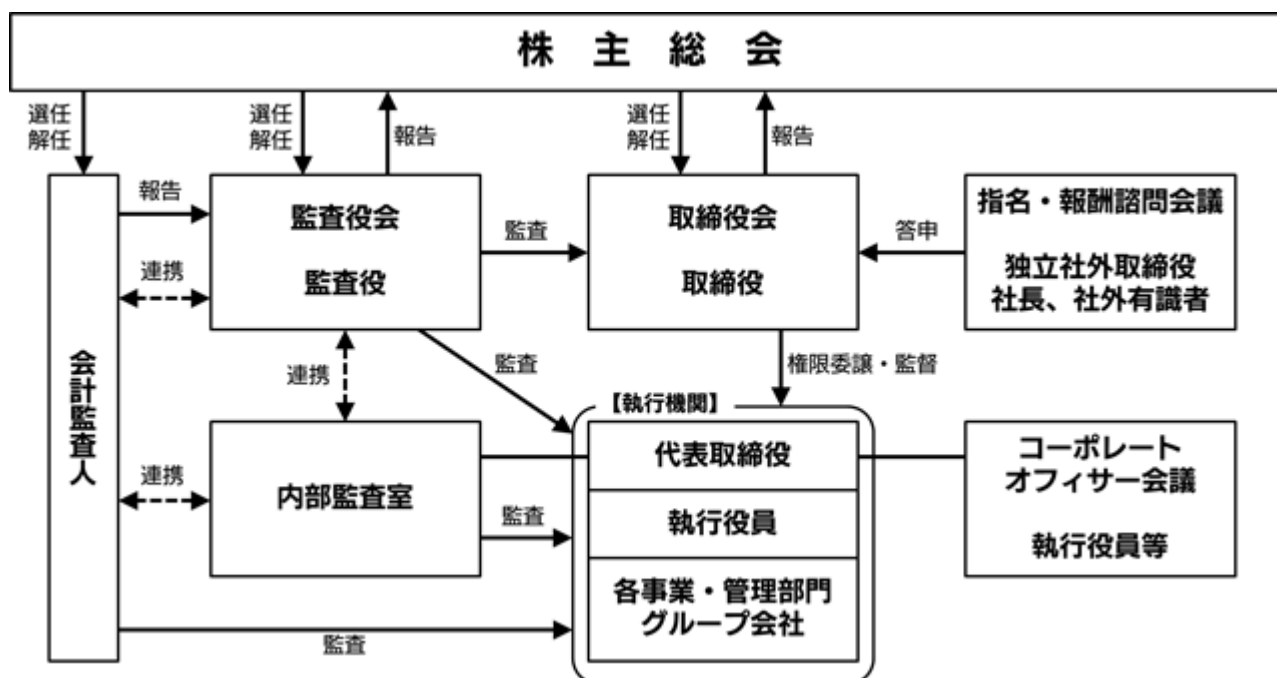 株主総会
選任
解任
選任
解任
報告
選任
解任
報告
報告
監査役会
監査役
監査
取締役会
取締役
答申
指名・報酬諮問会議
独立社外取締役
社長、社外有識者
連携
会計監査人
連携
監査
権限委譲・監督
【執行機関】
連携
内部監査室
監査
代表取締役
執行役員
各事業・管理部門
グループ会社
コーポレート
オフィサー会議
執行役員等
監査